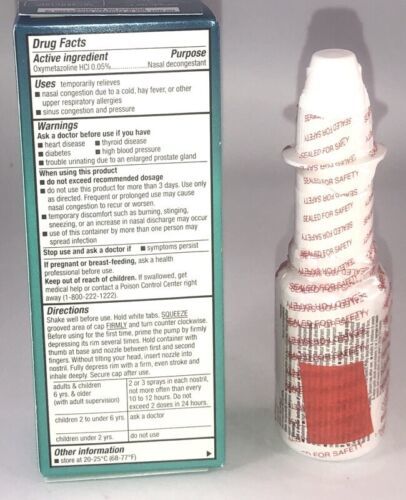 Drug Facts
Active ingredient Purpose
Oxymetazoline HCl 0.05%..................Nasal decongestant
Uses temporarily relieves
■ nasal congestion due to a cold, hay fever, or other
upper respiratory allergies
■ sinus congestion and pressure
Warnings
Ask a doctor before use if you have
■ heart disease ■ thyroid disease
■ diabetes ■ high blood pressure
■ trouble urinating due to an enlarged prostate gland
When using this product
■ do not exceed recommended dosage
■ do not use this product for more than 3 days. Use only
as directed. Frequent or prolonged use may cause
nasal congestion to recur or worsen.
■ temporary discomfort such as burning, stinging,
sneezing, or an increase in nasal discharge may occur
■ use of this container by more than one person may
spread infection
Stop use and ask a doctor if ■ symptoms persist
If pregnant or breast-feeding, ask a health
professional before use.
Keep out of reach of children. If swallowed, get
medical help or contact a Poison Control Center right
away (1-800-222-1222).
Directions
Shake well before use. Hold white tabs. SQUEEZE
grooved area of cap FIRMLY and turn counter clockwise.
Before using for the first time, prime the pump by firmly
depressing its rim several times. Hold container with
thumb at base and nozzle between first and second
fingers. Without tilting your head, insert nozzle into
nostril. Fully depress rim with a firm, even stroke and
inhale deeply. Secure cap after use.
adults & children
6 yrs. & older
(with adult supervision)
2 or 3 sprays in each nostril,
not more often than every
10 to 12 hours. Do not
exceed 2 doses in 24 hours.
children 2 to under 6 yrs. ask a doctor
children under 2 yrs. do not use
Other information
■ store at 20-25°C (68-77°F)
SEALED FOR SAFETY
SEALED FOR SAFETY
SEALED FOR SAFETY
SEALED FOR SAFETY
SEALED FOR SAFETY
SEALED FOR SAFETY